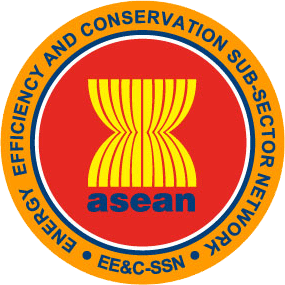 ENERGY EFFICIENCY AND CONSERVATION SUB-SECTOR NETWORK
asean
• EE&C-SSN •